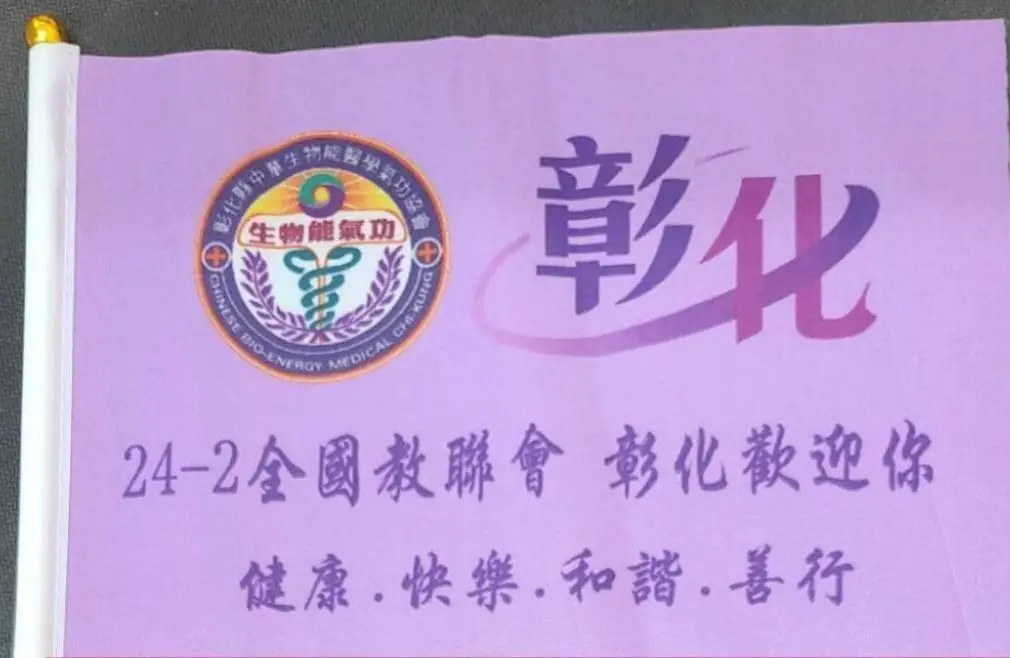 彰化縣中華生物能醫學氣功協會
生物能氣功
CHINESE BIO-ENERGY MEDICAL CHI-KUNG
彰化
24-2全國教聯會 彰化歡迎你
健康.快樂.和諧.善行